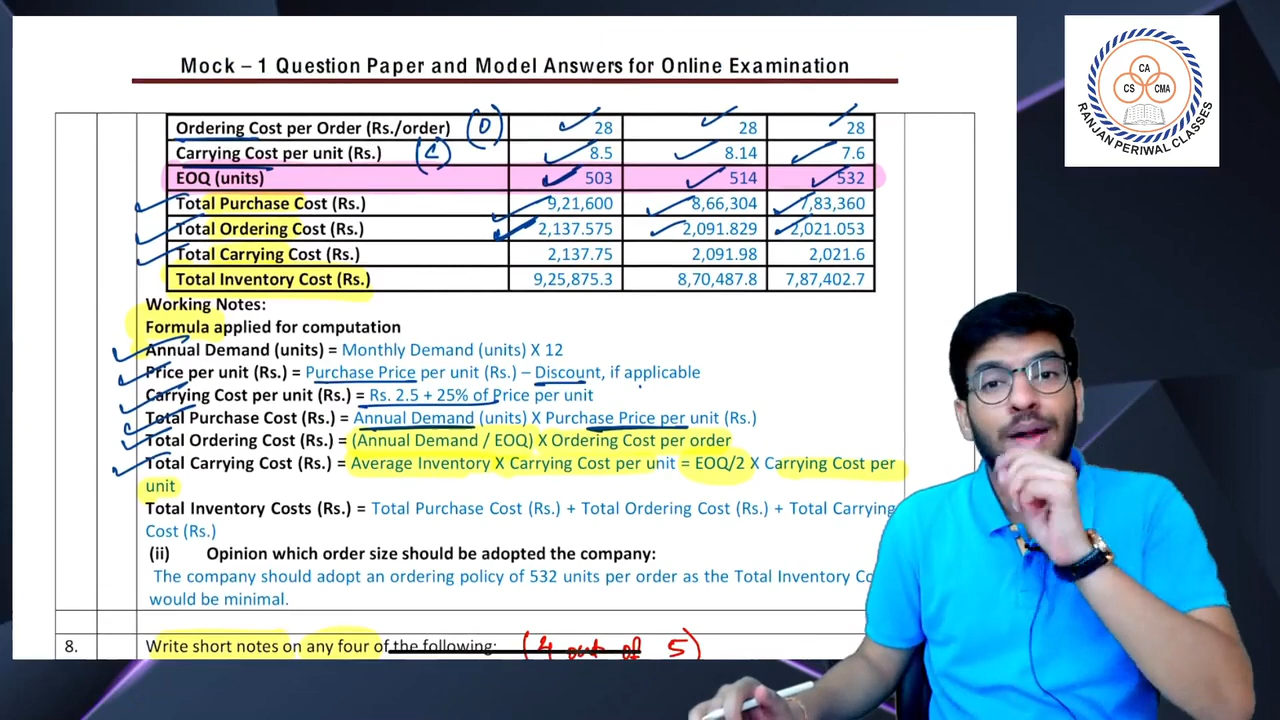 Mock – 1 Question Paper and Model Answers for Online Examination
CA
CS CMA
RANJAN PERIWAL CLASSES
Ordering Cost per Order (Rs./order) (O) 28 28 28
Carrying Cost per unit (Rs.) (C) 8.5 8.14 7.6
EOQ (units) 503 514 532
Total Purchase Cost (Rs.) 9,21,600 8,66,304 7,83,360
Total Ordering Cost (Rs.) 2,137.575 2,091.829 2,021.053
Total Carrying Cost (Rs.) 2,137.75 2,091.98 2,021.6
Total Inventory Cost (Rs.) 9,25,875.3 8,70,487.8 7,87,402.7
Working Notes:
Formula applied for computation
Annual Demand (units) = Monthly Demand (units) X 12
Price per unit (Rs.) = Purchase Price per unit (Rs.) – Discount, if applicable
Carrying Cost per unit (Rs.) = Rs. 2.5 + 25% of Price per unit
Total Purchase Cost (Rs.) = Annual Demand (units) X Purchase Price per unit (Rs.)
Total Ordering Cost (Rs.) = (Annual Demand / EOQ) X Ordering Cost per order
Total Carrying Cost (Rs.) = Average Inventory X Carrying Cost per unit = EOQ/2 X Carrying Cost per
unit
Total Inventory Costs (Rs.) = Total Purchase Cost (Rs.) + Total Ordering Cost (Rs.) + Total Carrying
Cost (Rs.)
(ii) Opinion which order size should be adopted the company:
The company should adopt an ordering policy of 532 units per order as the Total Inventory
would be minimal.
8. Write short notes on any four of the following: (4 out of 5)